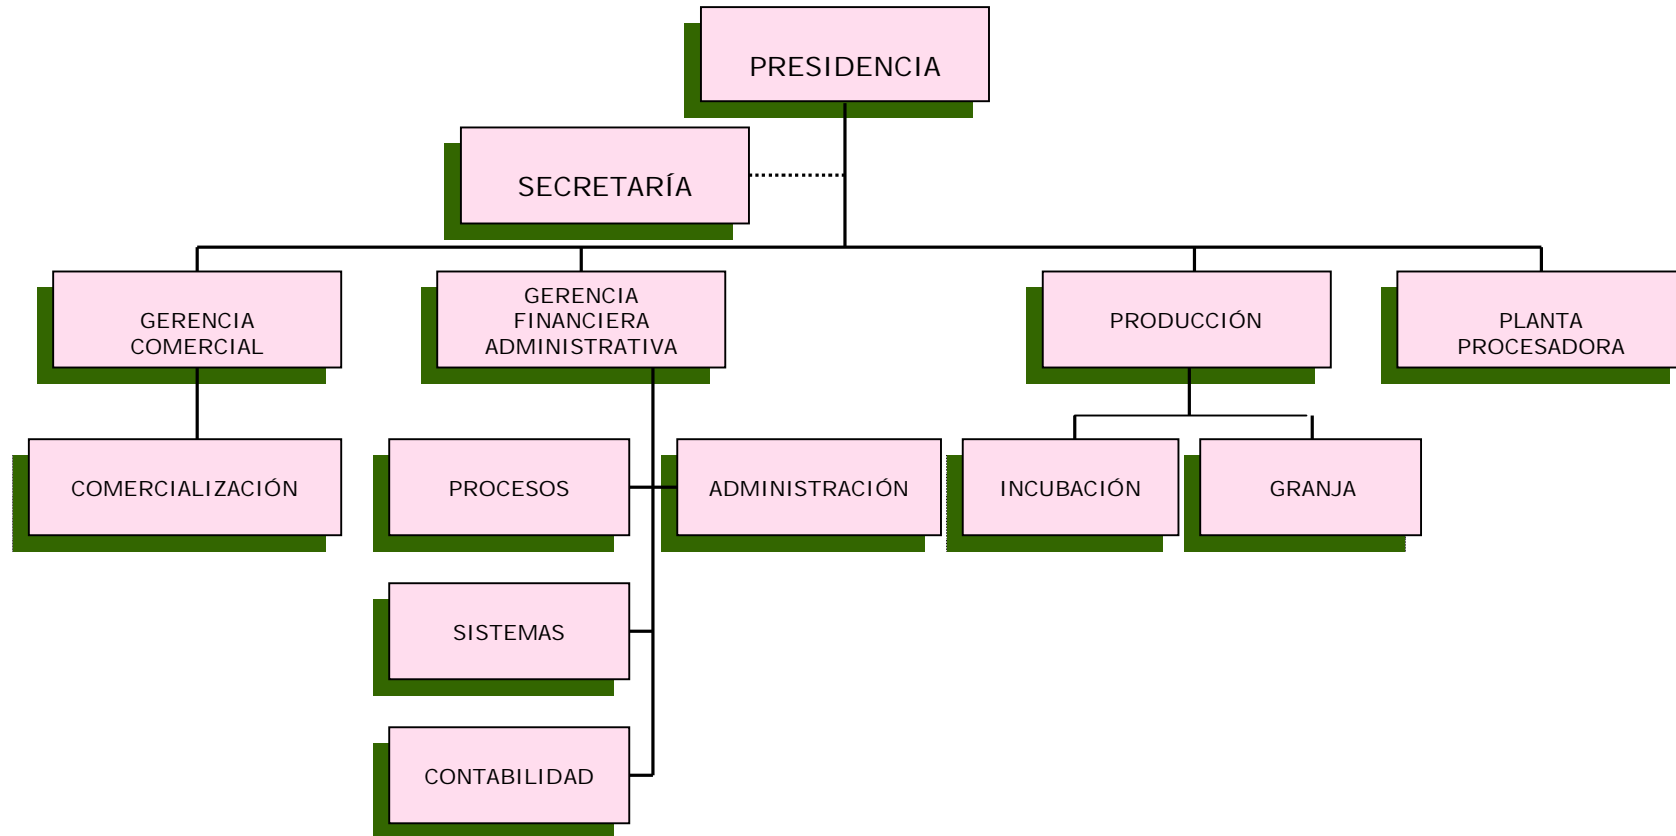 PRESIDENCIA
SECRETARÍA
GERENCIA
COMERCIAL
GERENCIA
FINANCIERA
ADMINISTRATIVA
PRODUCCIÓN
PLANTA
PROCESADORA
COMERCIALIZACIÓN
PROCESOS
ADMINISTRACIÓN
INCUBACIÓN
GRANJA
SISTEMAS
CONTABILIDAD